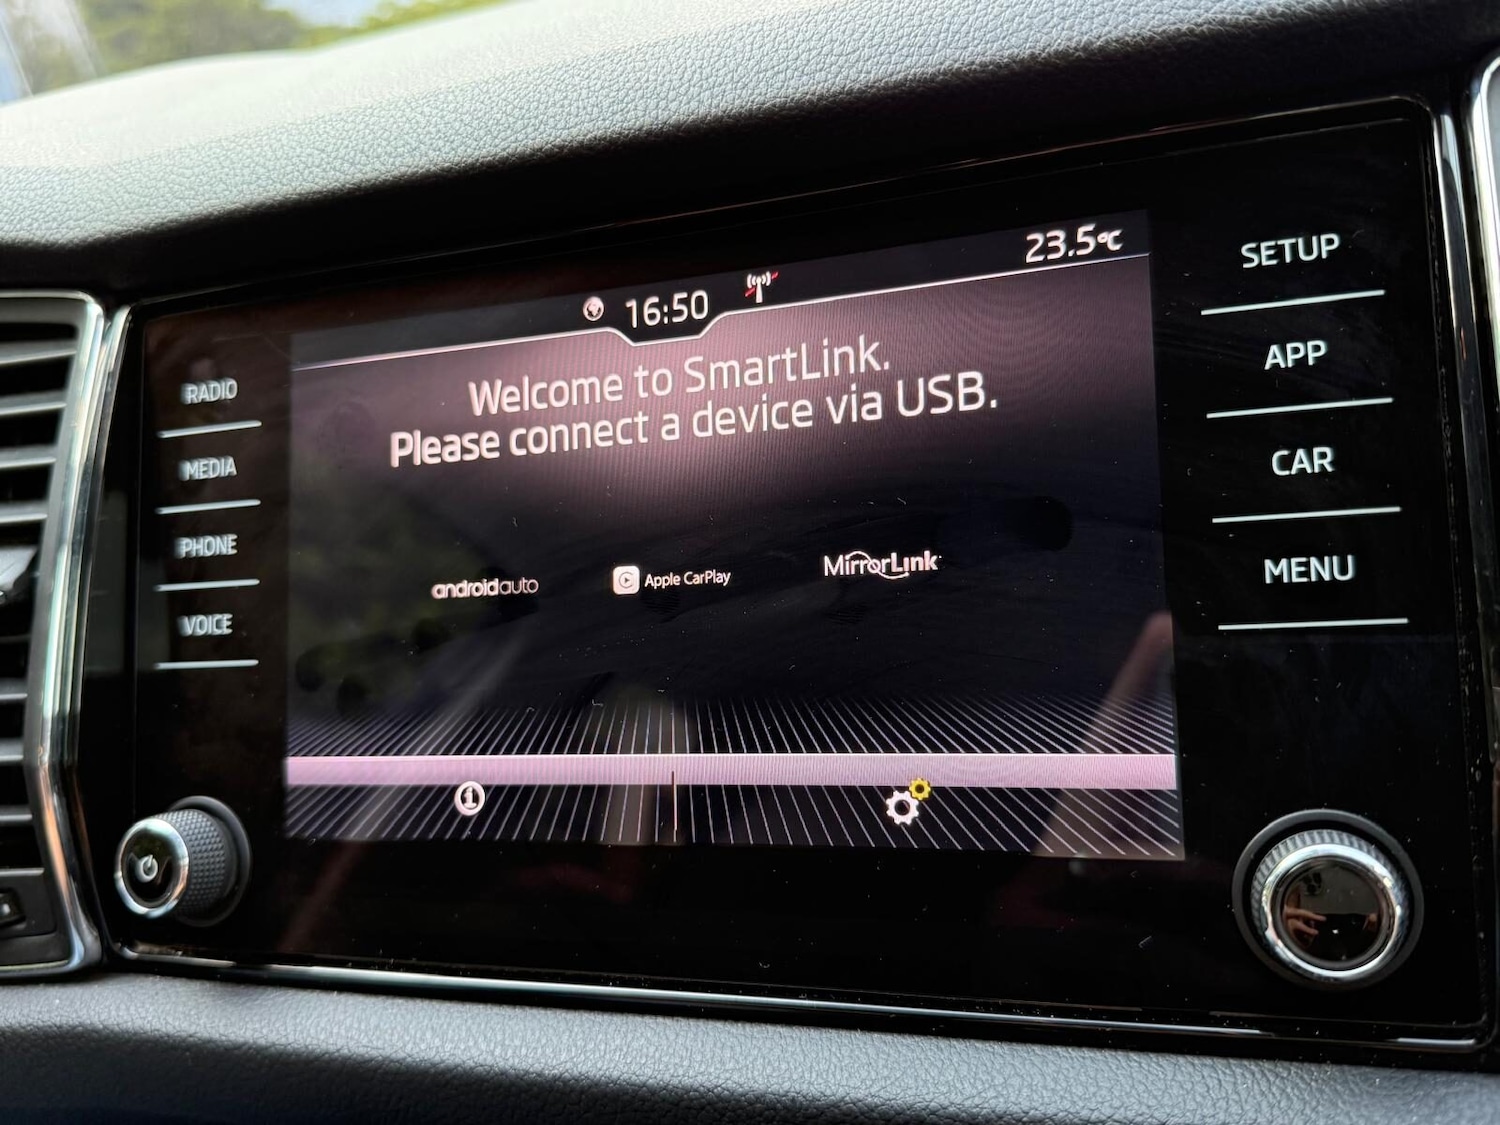 16:50
23.5°C
Welcome to SmartLink.
Please connect a device via USB.
androidauto
Apple CarPlay
MirrorLink
RADIO
MEDIA
PHONE
VOICE
SETUP
APP
CAR
MENU